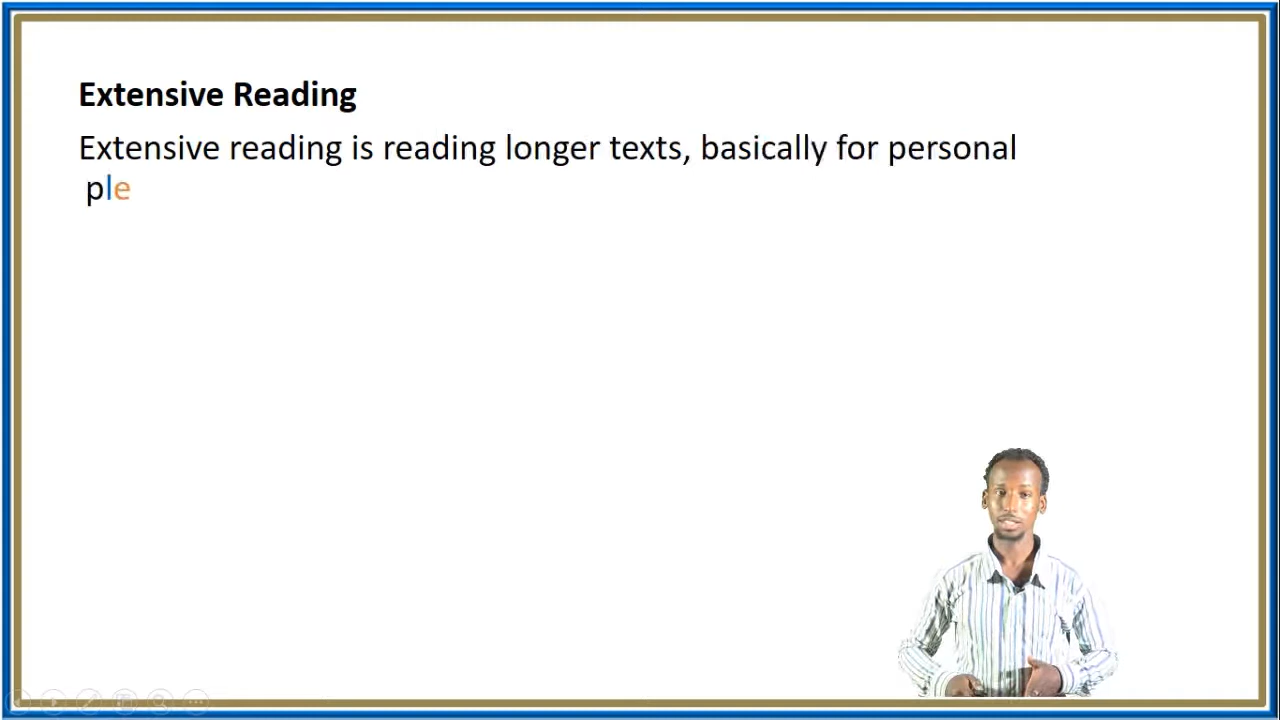 Extensive Reading
Extensive reading is reading longer texts, basically for personal
ple